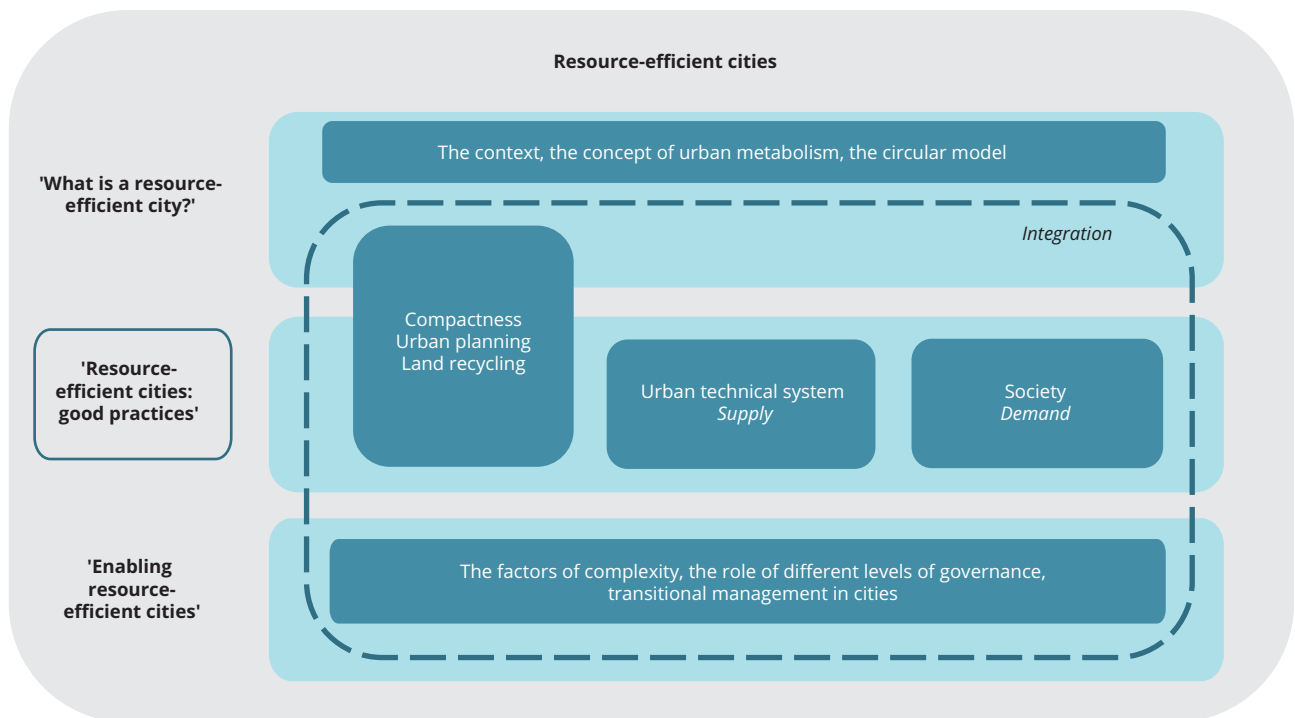 Resource-efficient cities
'What is a resource-
efficient city?'
The context, the concept of urban metabolism, the circular model
Integration
'Resource-
efficient cities:
good practices'
Compactness
Urban planning
Land recycling
Urban technical system
Supply
Society
Demand
'Enabling
resource-
efficient cities'
The factors of complexity, the role of different levels of governance,
transitional management in cities